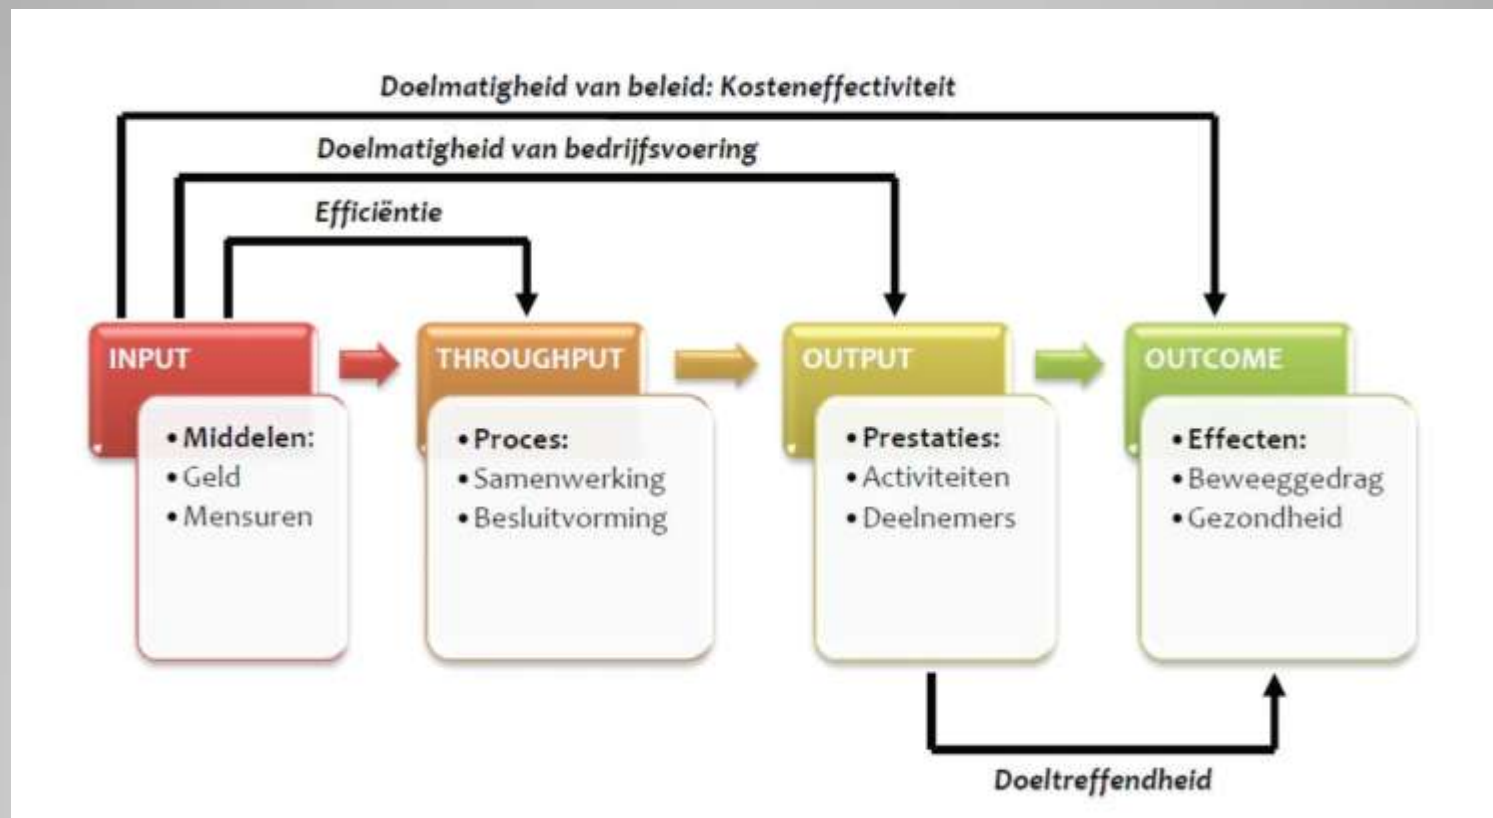 Doelmatigheid van beleid: Kosteneffectiviteit
Doelmatigheid van bedrijfsvoering
Efficiëntie
INPUT
• Middelen:
• Geld
• Mensuren
THROUGHPUT
• Proces:
• Samenwerking
• Besluitvorming
OUTPUT
• Prestaties:
• Activiteiten
• Deelnemers
OUTCOME
• Effecten:
• Beweeggedrag
• Gezondheid
Doeltreffendheid